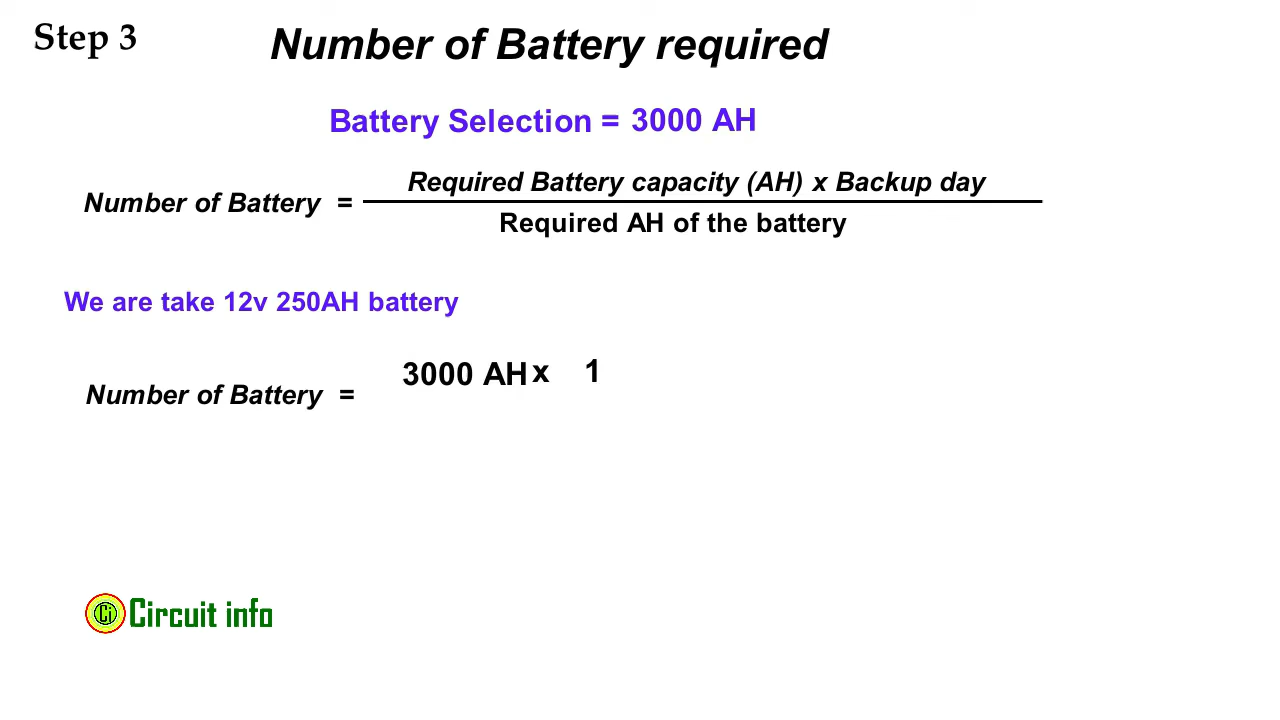 Step 3
Number of Battery required
Battery Selection = 3000 AH
Required Battery capacity (AH) x Backup day
Number of Battery =
Required AH of the battery
We are take 12v 250AH battery
3000 AH x 1
Number of Battery =
Ci Circuit info